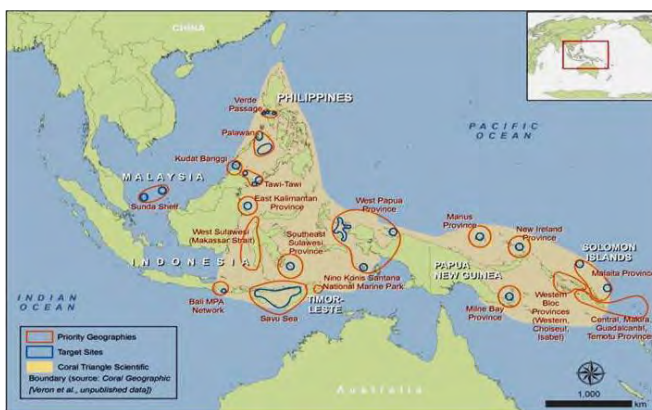 CHINA
Verde
Passage
PHILIPPINES
Palawan
PACIFIC
OCEAN
Kudat Banggi
MALAYSIA
Tawi-Tawi
Sunda Shelf
East Kalimantan
Province
West Papua
Province
Manus
Province
New Ireland
Province
West Sulawesi
(Makassar Strait)
Southeast
Sulawesi
Province
SOLOMON
ISLANDS
INDONESIA
Malaita Province
PAPUA
NEW GUINEA
Nino Konis Santana
National Marine Park
INDIAN
OCEAN
Bali MPA
Network
TIMOR-
LESTE
Savu Sea
Milne Bay
Province
Western
Bloc
Provinces
(Western,
Choiseul,
Isabel)
Central, Makira,
Guadalcanal,
Temotu Provinces
Priority Geographies
Target Sites
Coral Triangle Scientific
Boundary (source: Coral Geographic
[Veron et al., unpublished data])
Australia
1,000
km